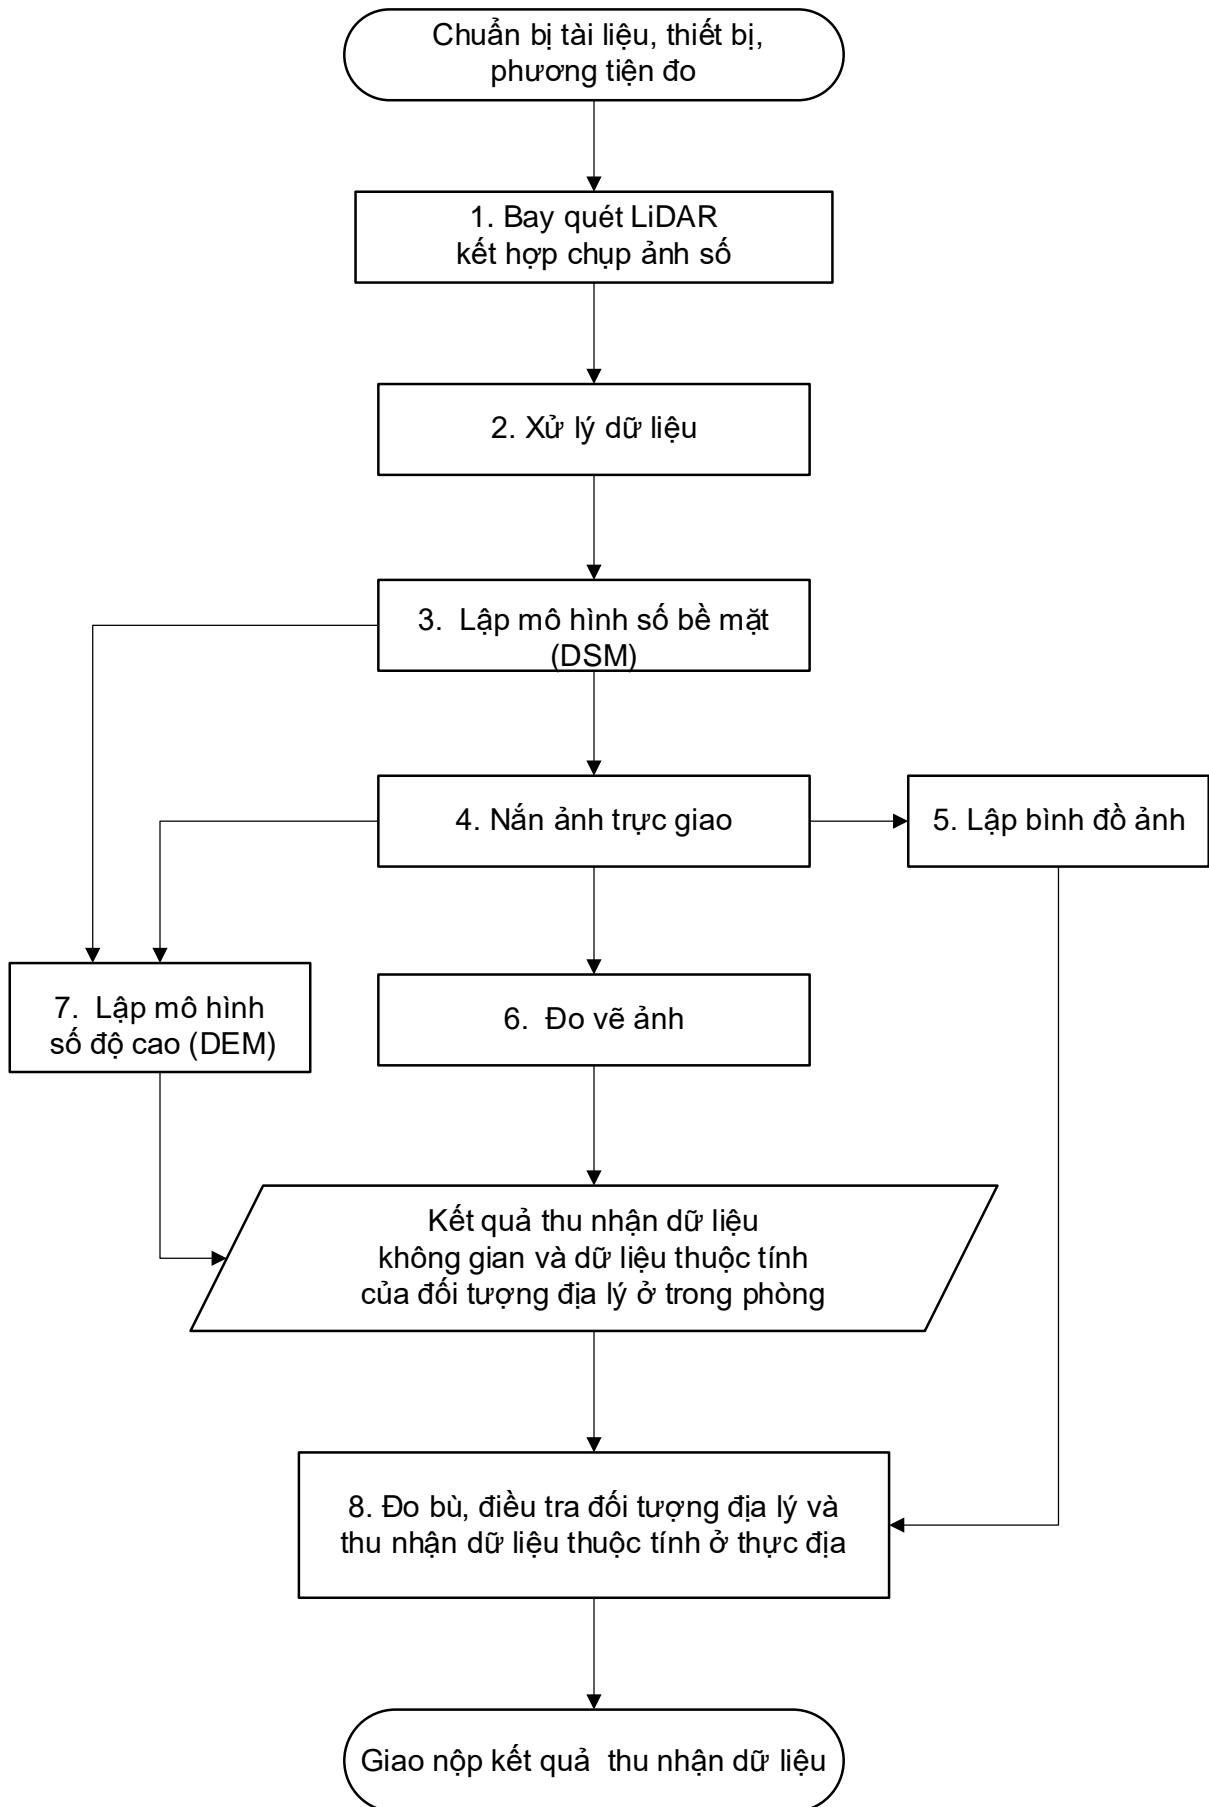 Chuẩn bị tài liệu, thiết bị,
phương tiện đo
1. Bay quét LiDAR
kết hợp chụp ảnh số
2. Xử lý dữ liệu
3. Lập mô hình số bề mặt
(DSM)
4. Nắn ảnh trực giao
5. Lập bình đồ ảnh
7. Lập mô hình
số độ cao (DEM)
6. Đo vẽ ảnh
Kết quả thu nhận dữ liệu
không gian và dữ liệu thuộc tính
của đối tượng địa lý ở trong phòng
8. Đo bù, điều tra đối tượng địa lý và
thu nhận dữ liệu thuộc tính ở thực địa
Giao nộp kết quả thu nhận dữ liệu